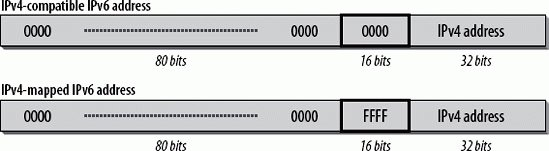 IPv4-compatible IPv6 address
0000 0000 0000 IPv4 address
80 bits 16 bits 32 bits
IPv4-mapped IPv6 address
0000 0000 FFFF IPv4 address
80 bits 16 bits 32 bits